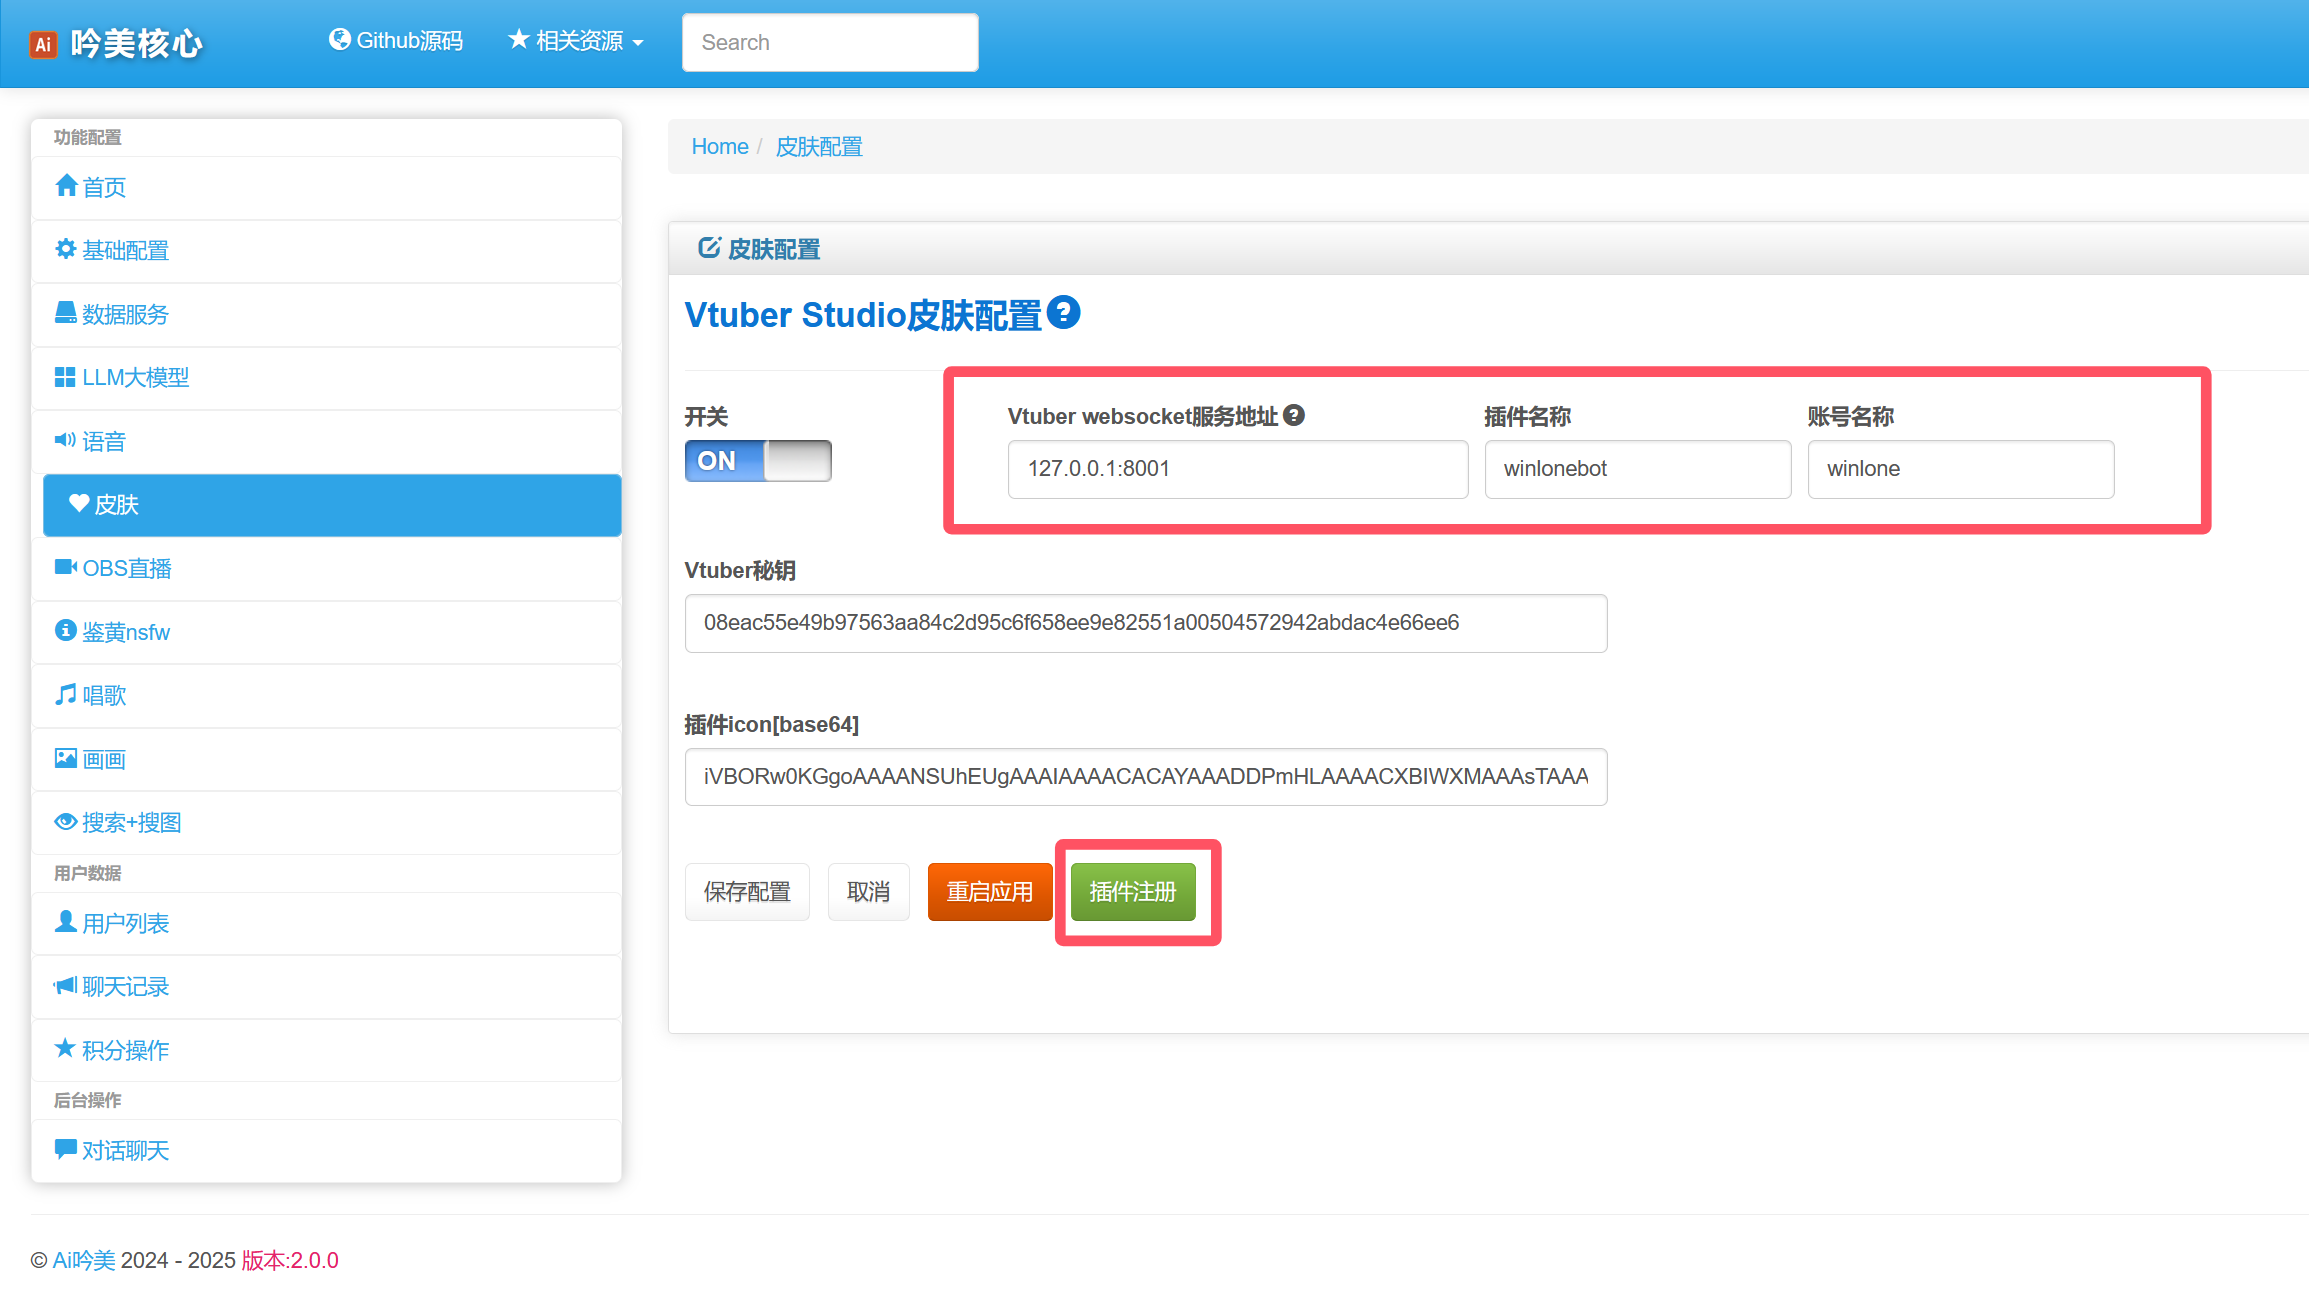 Ai 吟美核心
Github源码
相关资源
Search
功能配置
首页
基础配置
数据服务
LLM大模型
语音
皮肤
OBS直播
鉴黄nsfw
唱歌
画画
搜索+搜图
用户数据
用户列表
聊天记录
积分操作
后台操作
对话聊天
Home / 皮肤配置
皮肤配置
Vtuber Studio皮肤配置
开关
ON
Vtuber websocket服务地址
127.0.0.1:8001
插件名称
winlonebot
账号名称
winlone
Vtuber秘钥
08eac55e49b97563aa84c2d95c6f658ee9e82551a00504572942abdac4e66ee6
插件icon[base64]
iVBORw0KGgoAAAANSUhEUgAAAIAAAACACAYAAADDPmHLAAAACXBIWXMAAAsTAAA
保存配置 取消 重启应用 插件注册
© Ai吟美 2024 - 2025 版本:2.0.0